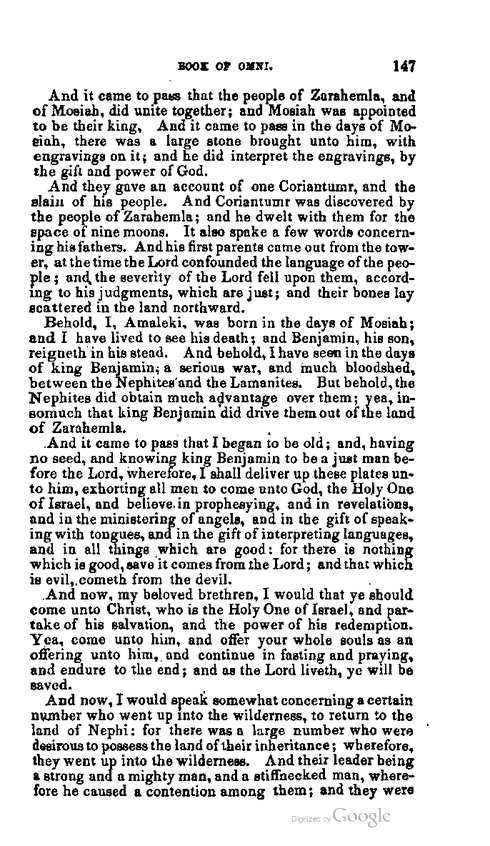 BOOK OF OMNI. 147
And it came to pass that the people of Zarahemla, and
of Mosiah, did unite together; and Mosiah was appointed
to be their king, And it came to pass in the days of Mo-
siah, there was a large stone brought unto him, with
engravings on it; and he did interpret the engravings, by
the gift and power of God.
And they gave an account of one Coriantumr, and the
slain of his people. And Coriantumr was discovered by
the people of Zarahemla; and he dwelt with them for the
space of nine moons. It also spake a few words concern-
ing his fathers. And his first parents came out from the tow-
er, at the time the Lord confounded the language of the peo-
ple; and, the severity of the Lord fell upon them, accord-
ing to his judgments, which are just; and their bones lay
scattered in the land northward.
Behold, I, Amaleki, was born in the days of Mosiah;
and I have lived to see his death; and Benjamin, his son,
reigneth in his stead. And behold, I have seen in the days
of king Benjamin, a serious war, and much bloodshed,
between the Nephites and the Lamanites. But behold, the
Nephites did obtain much advantage over them; yea, in-
somuch that king Benjamin did drive them out of the land
of Zarahemla.
And it came to pass that I began to be old; and, having
no seed, and knowing king Benjamin to be a just man be-
fore the Lord, wherefore, I shall deliver up these plates un-
to him, exhorting all men to come unto God, the Holy One
of Israel, and believe in prophesying, and in revelations,
and in the ministering of angels, and in the gift of speak-
ing with tongues, and in the gift of interpreting languages,
and in all things which are good: for there is nothing
which is good, save it comes from the Lord; and that which
is evil, cometh from the devil.
And now, my beloved brethren, I would that ye should
come unto Christ, who is the Holy One of Israel, and par-
take of his salvation, and the power of his redemption.
Yea, come unto him, and offer your whole souls as an
offering unto him, and continue in fasting and praying,
and endure to the end; and as the Lord liveth, ye will be
saved.
And now, I would speak somewhat concerning a certain
number who went up into the wilderness, to return to the
land of Nephi: for there was a large number who were
desirous to possess the land of their inheritance; wherefore,
they went up into the wilderness. And their leader being
a strong and a mighty man, and a stiffnecked man, where-
fore he caused a contention among them; and they were
Digitized by Google